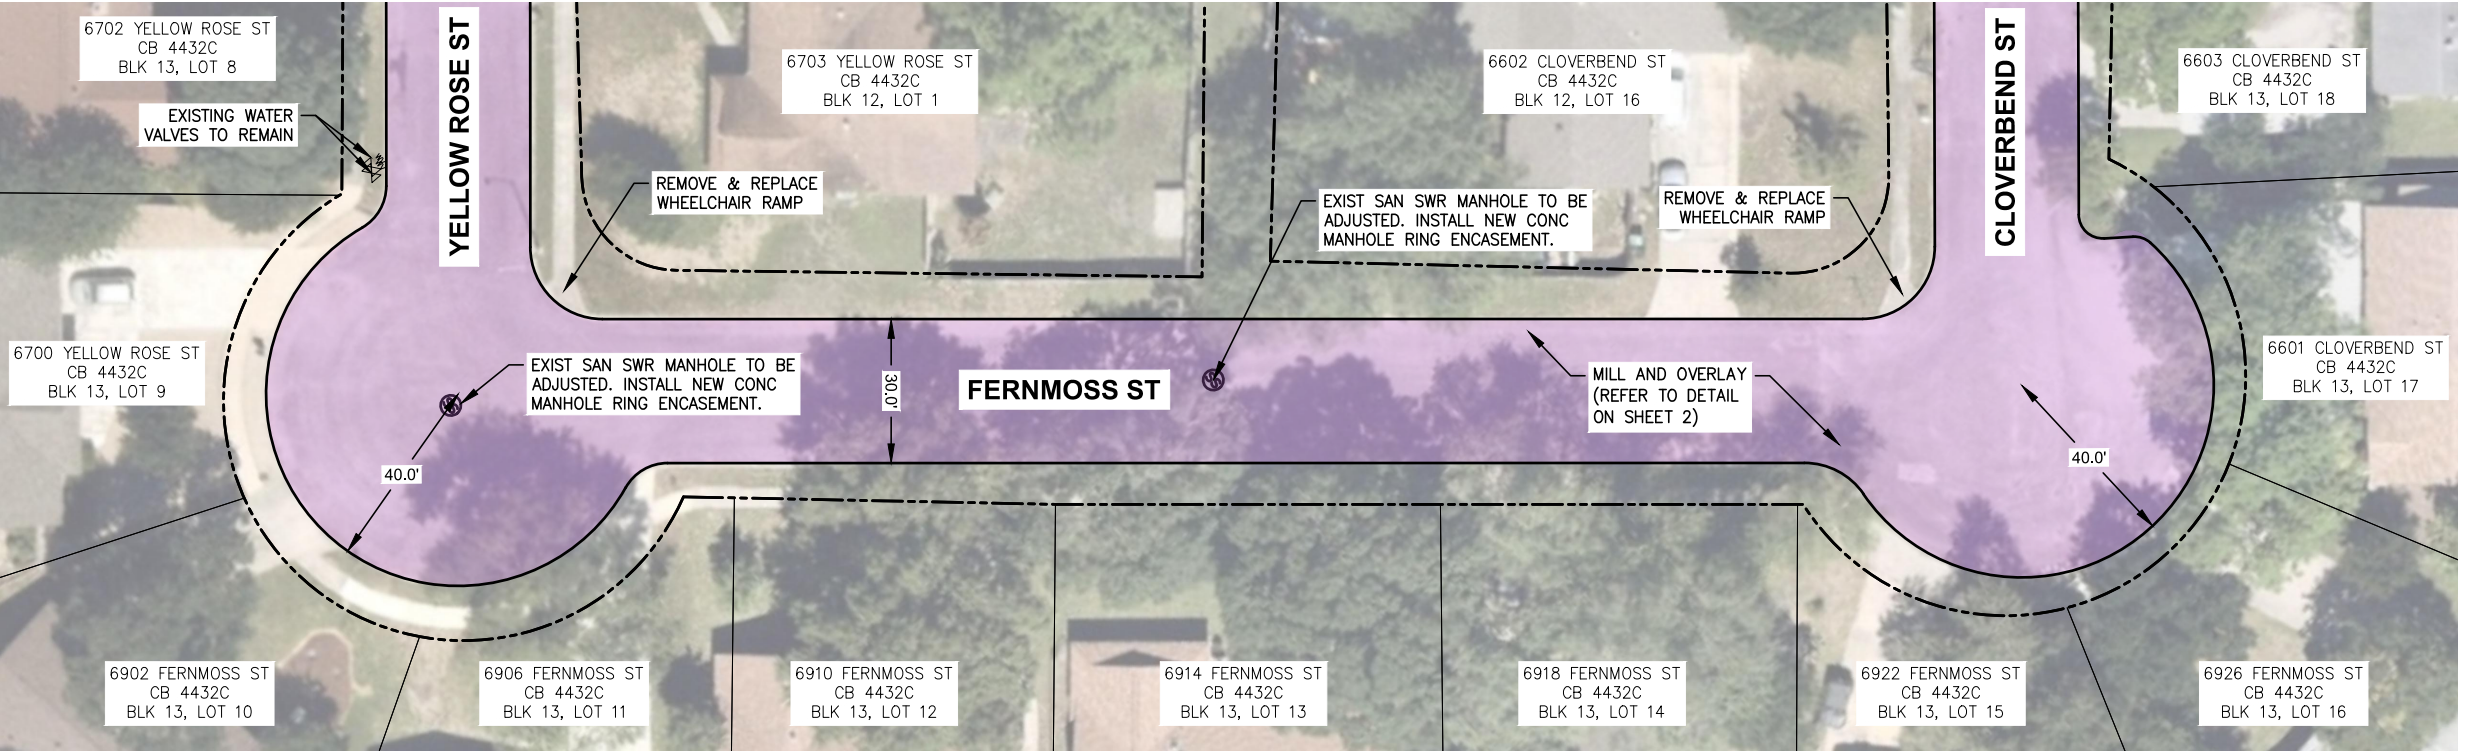 6702 YELLOW ROSE ST
CB 4432C
BLK 13, LOT 8
EXISTING WATER
VALVES TO REMAIN
YELLOW ROSE ST
6703 YELLOW ROSE ST
CB 4432C
BLK 12, LOT 1
6602 CLOVERBEND ST
CB 4432C
BLK 12, LOT 16
CLOVERBEND ST
6603 CLOVERBEND ST
CB 4432C
BLK 13, LOT 18
REMOVE & REPLACE
WHEELCHAIR RAMP
EXIST SAN SWR MANHOLE TO BE
ADJUSTED. INSTALL NEW CONC
MANHOLE RING ENCASEMENT.
REMOVE & REPLACE
WHEELCHAIR RAMP
6700 YELLOW ROSE ST
CB 4432C
BLK 13, LOT 9
EXIST SAN SWR MANHOLE TO BE
ADJUSTED. INSTALL NEW CONC
MANHOLE RING ENCASEMENT.
40.0'
30.0'
FERNMOSS ST
MILL AND OVERLAY
(REFER TO DETAIL
ON SHEET 2)
40.0'
6601 CLOVERBEND ST
CB 4432C
BLK 13, LOT 17
6902 FERNMOSS ST
CB 4432C
BLK 13, LOT 10
6906 FERNMOSS ST
CB 4432C
BLK 13, LOT 11
6910 FERNMOSS ST
CB 4432C
BLK 13, LOT 12
6914 FERNMOSS ST
CB 4432C
BLK 13, LOT 13
6918 FERNMOSS ST
CB 4432C
BLK 13, LOT 14
6922 FERNMOSS ST
CB 4432C
BLK 13, LOT 15
6926 FERNMOSS ST
CB 4432C
BLK 13, LOT 16